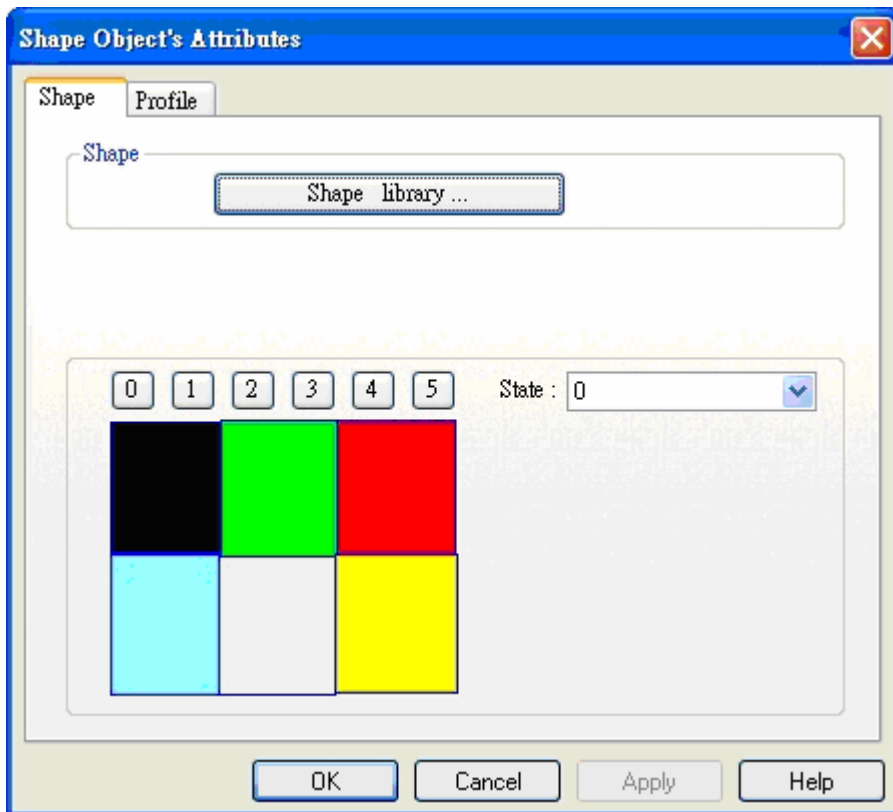 Shape Object's Attributes
Shape Profile
Shape
Shape library ...
0 1 2 3 4 5 State : 0
OK Cancel Apply Help